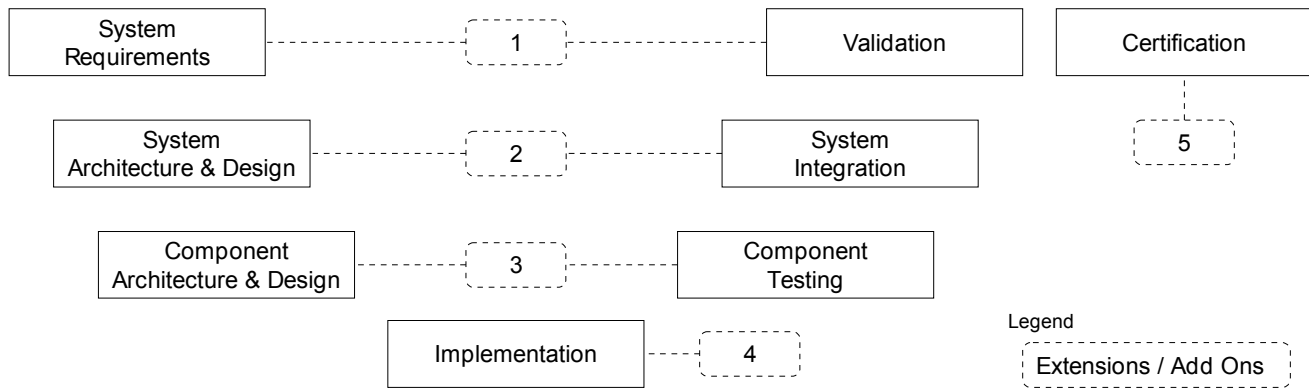 System
Requirements
1
Validation
Certification
System
Architecture & Design
2
System
Integration
5
Component
Architecture & Design
3
Component
Testing
Implementation
4
Legend
Extensions / Add Ons